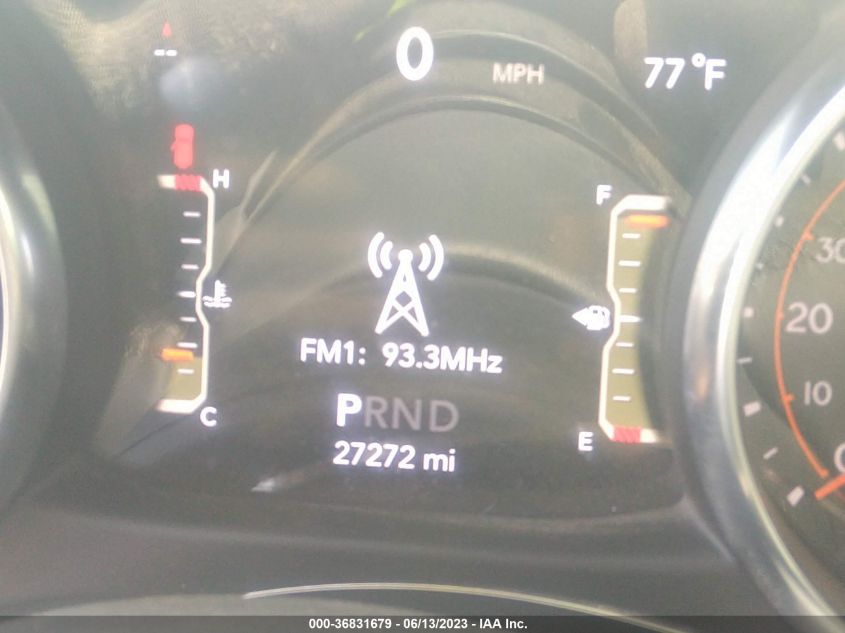 0 MPH 77°F
H F
30
20
FM1: 93.3MHz
10
PRND
C E
27272 mi
0
000-36831679 - 06/13/2023 - IAA Inc.